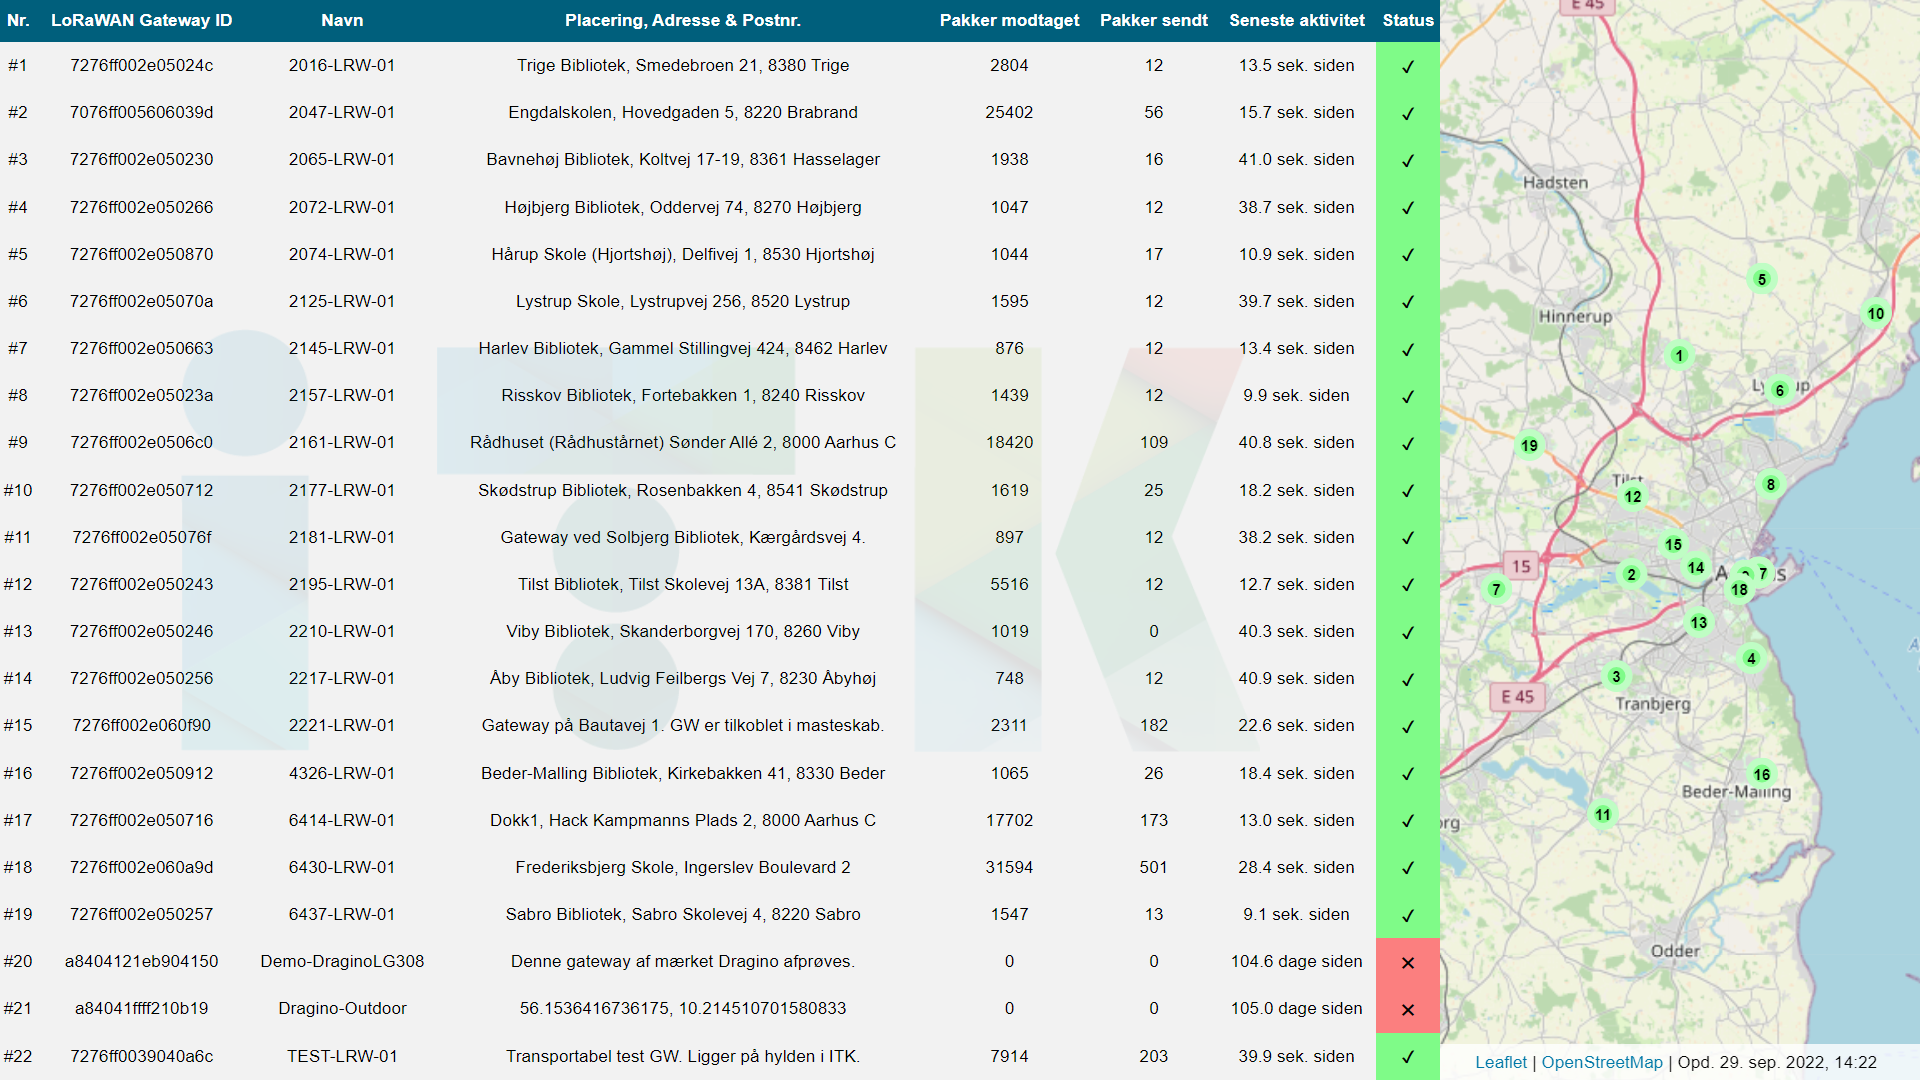 Nr. LoRaWAN Gateway ID Navn Placering, Adresse & Postnr. Pakker modtaget Pakker sendt Seneste aktivitet Status
#1 7276ff002e05024c 2016-LRW-01 Trige Bibliotek, Smedebroen 21, 8380 Trige 2804 12 13.5 sek. siden ✓
#2 7076ff005606039d 2047-LRW-01 Engdalskolen, Hovedgaden 5, 8220 Brabrand 25402 56 15.7 sek. siden ✓
#3 7276ff002e050230 2065-LRW-01 Bavnehøj Bibliotek, Koltvej 17-19, 8361 Hasselager 1938 16 41.0 sek. siden ✓
#4 7276ff002e050266 2072-LRW-01 Højbjerg Bibliotek, Oddervej 74, 8270 Højbjerg 1047 12 38.7 sek. siden ✓
#5 7276ff002e050870 2074-LRW-01 Hårup Skole (Hjortshøj), Delfivej 1, 8530 Hjortshøj 1044 17 10.9 sek. siden ✓
#6 7276ff002e05070a 2125-LRW-01 Lystrup Skole, Lystrupvej 256, 8520 Lystrup 1595 12 39.7 sek. siden ✓
#7 7276ff002e050663 2145-LRW-01 Harlev Bibliotek, Gammel Stillingvej 424, 8462 Harlev 876 12 13.4 sek. siden ✓
#8 7276ff002e05023a 2157-LRW-01 Risskov Bibliotek, Fortebakken 1, 8240 Risskov 1439 12 9.9 sek. siden ✓
#9 7276ff002e0506c0 2161-LRW-01 Rådhuset (Rådhustårnet) Sønder Allé 2, 8000 Aarhus C 18420 109 40.8 sek. siden ✓
#10 7276ff002e050712 2177-LRW-01 Skødstrup Bibliotek, Rosenbakken 4, 8541 Skødstrup 1619 25 18.2 sek. siden ✓
#11 7276ff002e05076f 2181-LRW-01 Gateway ved Solbjerg Bibliotek, Kærgårdsvej 4. 897 12 38.2 sek. siden ✓
#12 7276ff002e050243 2195-LRW-01 Tilst Bibliotek, Tilst Skolevej 13A, 8381 Tilst 5516 12 12.7 sek. siden ✓
#13 7276ff002e050246 2210-LRW-01 Viby Bibliotek, Skanderborgvej 170, 8260 Viby 1019 0 40.3 sek. siden ✓
#14 7276ff002e050256 2217-LRW-01 Åby Bibliotek, Ludvig Feilbergs Vej 7, 8230 Åbyhøj 748 12 40.9 sek. siden ✓
#15 7276ff002e060f90 2221-LRW-01 Gateway på Bautavej 1. GW er tilkoblet i masteskab. 2311 182 22.6 sek. siden ✓
#16 7276ff002e050912 4326-LRW-01 Beder-Malling Bibliotek, Kirkebakken 41, 8330 Beder 1065 26 18.4 sek. siden ✓
#17 7276ff002e050716 6414-LRW-01 Dokk1, Hack Kampmanns Plads 2, 8000 Aarhus C 17702 173 13.0 sek. siden ✓
#18 7276ff002e060a9d 6430-LRW-01 Frederiksbjerg Skole, Ingerslev Boulevard 2 31594 501 28.4 sek. siden ✓
#19 7276ff002e050257 6437-LRW-01 Sabro Bibliotek, Sabro Skolevej 4, 8220 Sabro 1547 13 9.1 sek. siden ✓
#20 a8404121eb904150 Demo-DraginoLG308 Denne gateway af mærket Dragino afprøves. 0 0 104.6 dage siden ✕
#21 a84041ffff210b19 Dragino-Outdoor 56.1536416736175, 10.214510701580833 0 0 105.0 dage siden ✕
#22 7276ff0039040a6c TEST-LRW-01 Transportabel test GW. Ligger på hylden i ITK. 7914 203 39.9 sek. siden ✓
iTK
E 45
Hadsten
5
10
Hinnerup
1
6
19
8
12
15
15
14
2
7
7
18
13
4
3
E 45
Tranbjerg
16
Beder-Malling
11
Odder
Leaflet | OpenStreetMap | Opd. 29. sep. 2022, 14:22